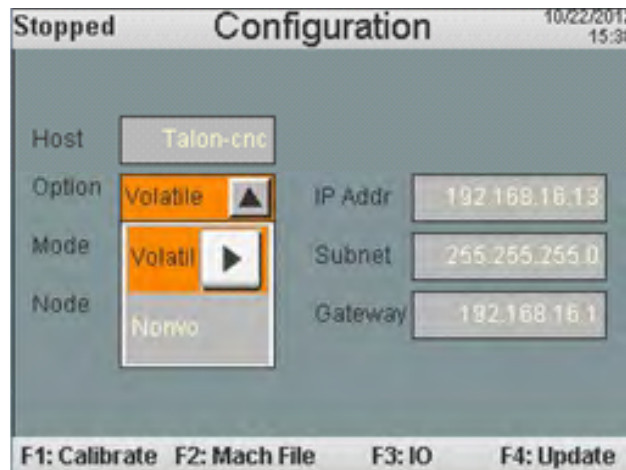 Stopped Configuration 10/22/201
15:3
Host Talon-cnc
Option Volatile IP Addr 192.168.16.13
Mode Volatil Subnet 255.255.255.0
Node Nonvo Gateway 192.168.16.1
F1: Calibrate F2: Mach File F3: IO F4: Update